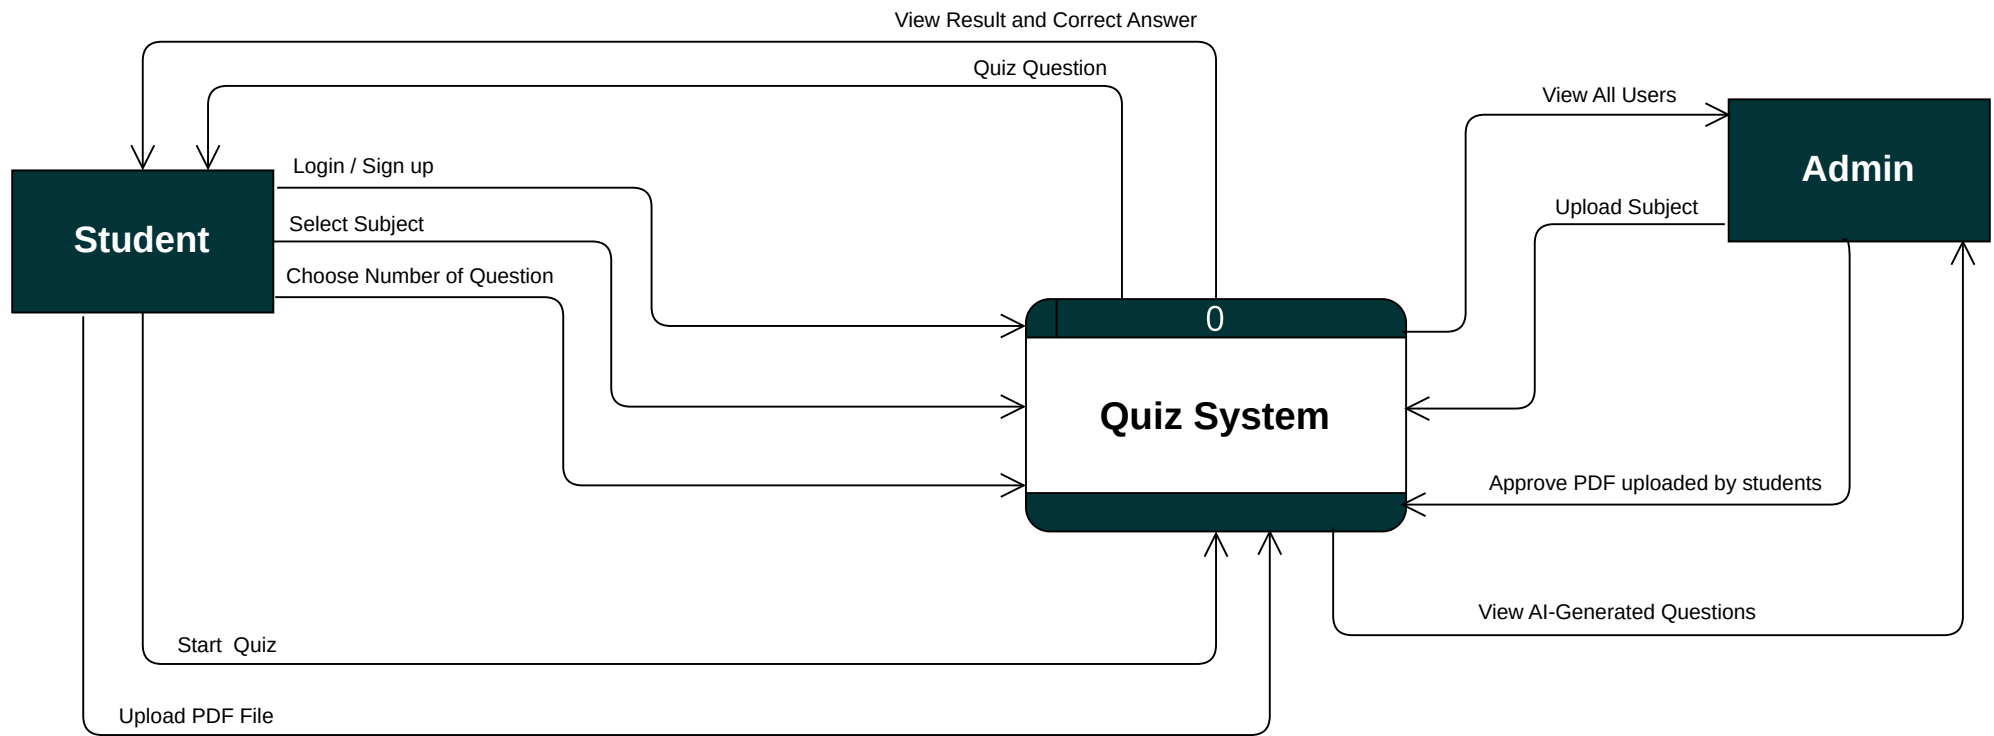 View Result and Correct Answer
Quiz Question
View All Users
Login / Sign up
Admin
Upload Subject
Select Subject
Student
Choose Number of Question
0
Quiz System
Approve PDF uploaded by students
View AI-Generated Questions
Start  Quiz
Upload PDF File